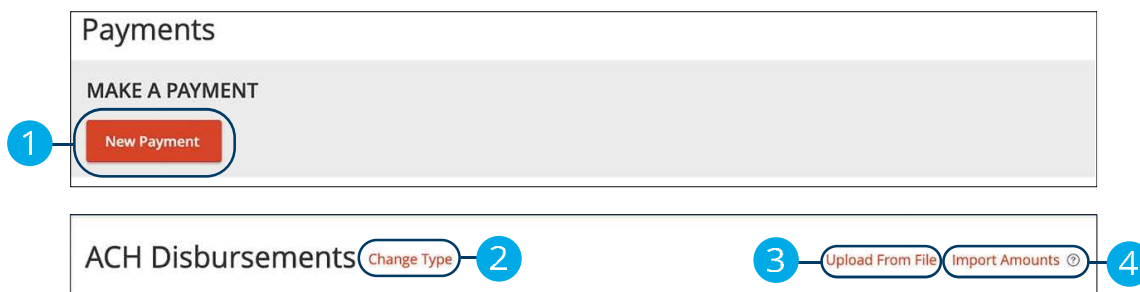 Payments
MAKE A PAYMENT
1 New Payment
ACH Disbursements Change Type 2 3 Upload From File Import Amounts ? 4